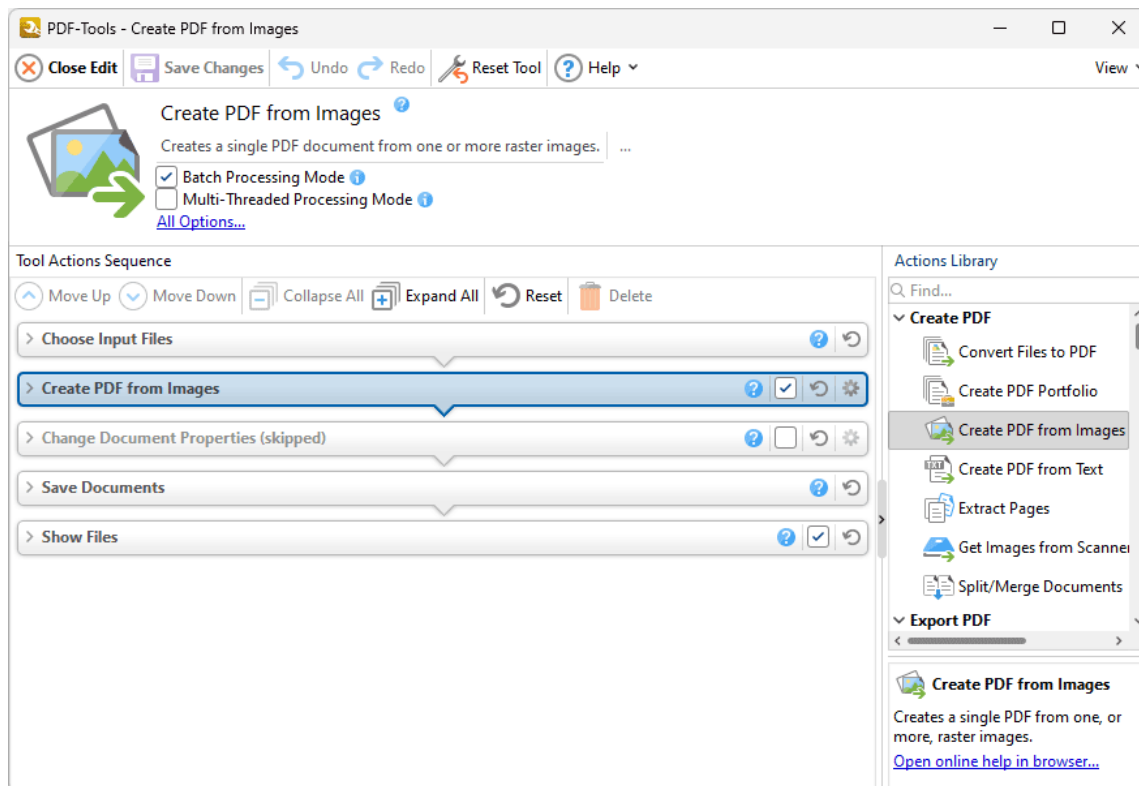 PDF-Tools - Create PDF from Images
Close Edit Save Changes Undo Redo Reset Tool ? Help View
Create PDF from Images ?
Creates a single PDF document from one or more raster images. ...
Batch Processing Mode i
Multi-Threaded Processing Mode i
All Options...
Tool Actions Sequence
Move Up Move Down Collapse All Expand All Reset Delete
Choose Input Files ?
Create PDF from Images ?
Change Document Properties (skipped) ?
Save Documents ?
Show Files ?
Actions Library
Find...
Create PDF
Convert Files to PDF
Create PDF Portfolio
Create PDF from Images
TXT Create PDF from Text
Extract Pages
Get Images from Scanner
Split/Merge Documents
Export PDF
Create PDF from Images
Creates a single PDF from one, or
more, raster images.
Open online help in browser...